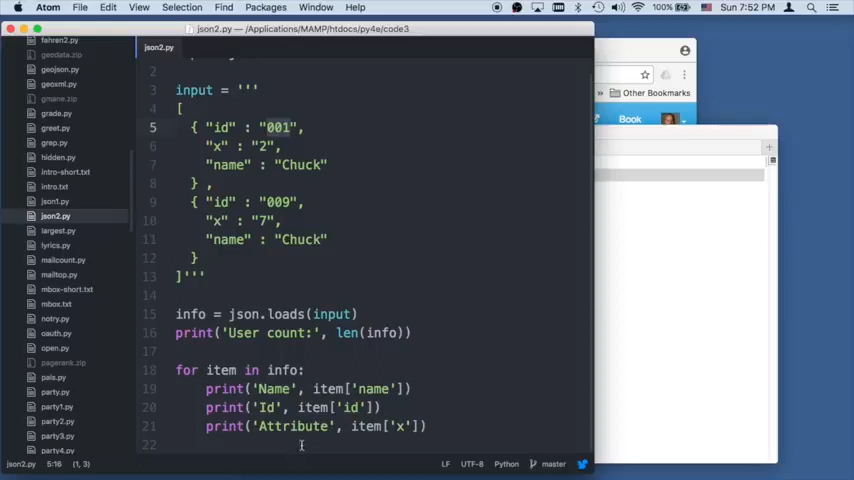 Atom File Edit View Selection Find Packages Window Help
100% Sun 7:52 PM
json2.py — /Applications/MAMP/htdocs/py4e/code3
fahren2.py
geodata.zip
geojson.py
geoxml.py
gmane.zip
grade.py
greet.py
grep.py
hidden.py
intro-short.txt
intro.txt
json1.py
json2.py
largest.py
lyrics.py
mailcount.py
mailtop.py
mbox-short.txt
mbox.txt
notry.py
oauth.py
open.py
pagerank.zip
pals.py
party.py
party1.py
party2.py
party3.py
party4.py
json2.py
2
3 input = '''
4 [
5 { "id" : "001",
6 "x" : "2",
7 "name" : "Chuck"
8 } ,
9 { "id" : "009",
10 "x" : "7",
11 "name" : "Chuck"
12 }
13 ]'''
14
15 info = json.loads(input)
16 print('User count:', len(info))
17
18 for item in info:
19 print('Name', item['name'])
20 print('Id', item['id'])
21 print('Attribute', item['x'])
22
json2.py 5:16 (1, 3) LF UTF-8 Python master
» Other Bookmarks
Book